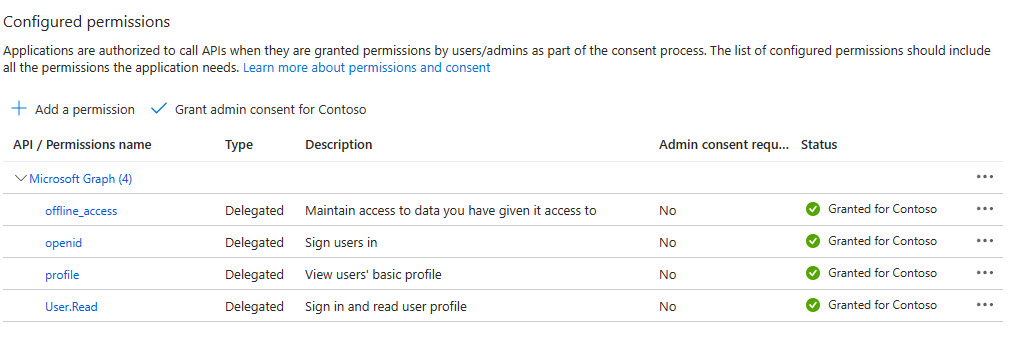 Configured permissions
Applications are authorized to call APIs when they are granted permissions by users/admins as part of the consent process. The list of configured permissions should include
all the permissions the application needs. Learn more about permissions and consent
Add a permission Grant admin consent for Contoso
API / Permissions name Type Description Admin consent requ... Status
Microsoft Graph (4)
offline_access Delegated Maintain access to data you have given it access to No Granted for Contoso
openid Delegated Sign users in No Granted for Contoso
profile Delegated View users' basic profile No Granted for Contoso
User.Read Delegated Sign in and read user profile No Granted for Contoso